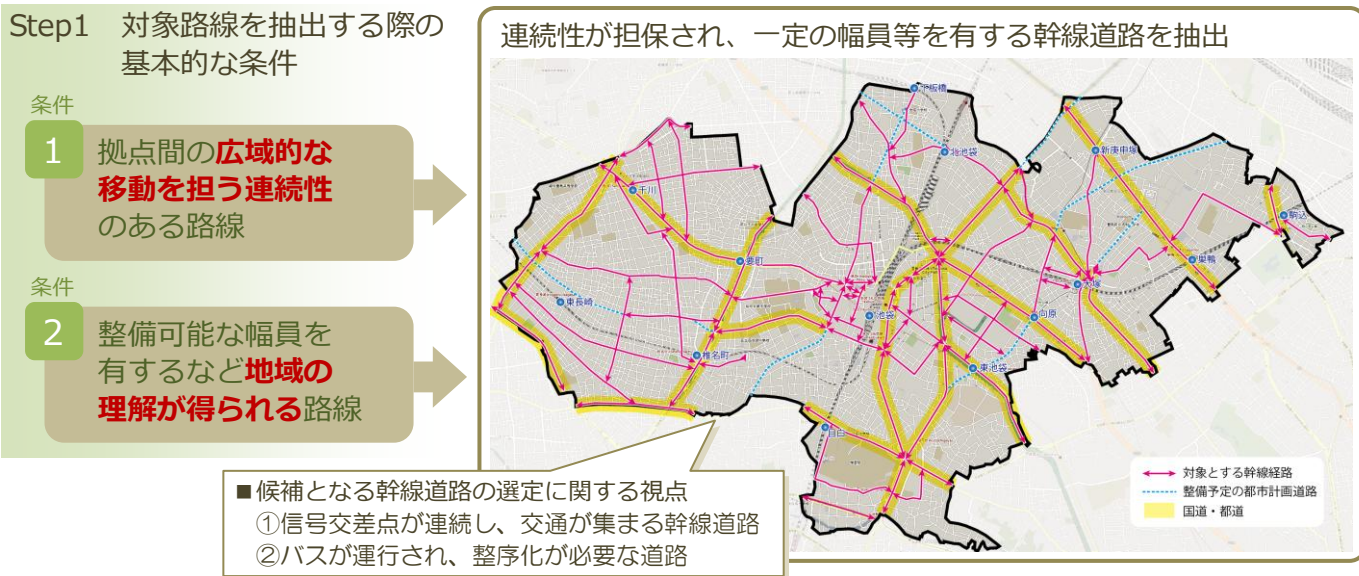 Step1 対象路線を抽出する際の
基本的な条件
条件
1
拠点間の広域的な
移動を担う連続性
のある路線
条件
2
整備可能な幅員を
有するなど地域の
理解が得られる路線
連続性が担保され、一定の幅員等を有する幹線道路を抽出
下板橋
北池袋
新庚申塚
千川
駒込
要町
巣鴨
大塚
東長崎
池袋
向原
椎名町
東池袋
目白
対象とする幹線経路
整備予定の都市計画道路
国道・都道
■候補となる幹線道路の選定に関する視点
①信号交差点が連続し、交通が集まる幹線道路
②バスが運行され、整序化が必要な道路